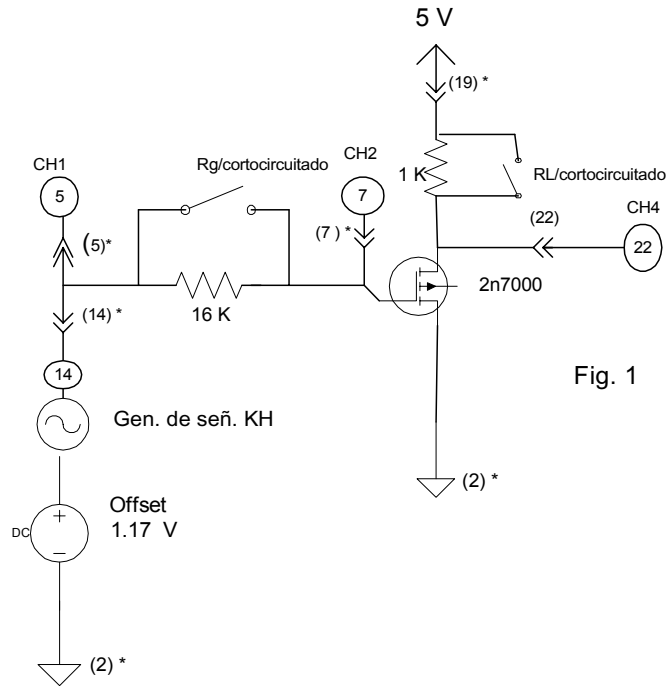 5 V
(19) *
CH1
Rg/cortocircuitado
CH2
1 K
RL/cortocircuitado
5
7
(22)
CH4
(5)*
(7 ) *
22
(14) *
16 K
2n7000
14
Fig. 1
Gen. de señ. KH
Offset
DC
1.17 V
(2) *
(2) *